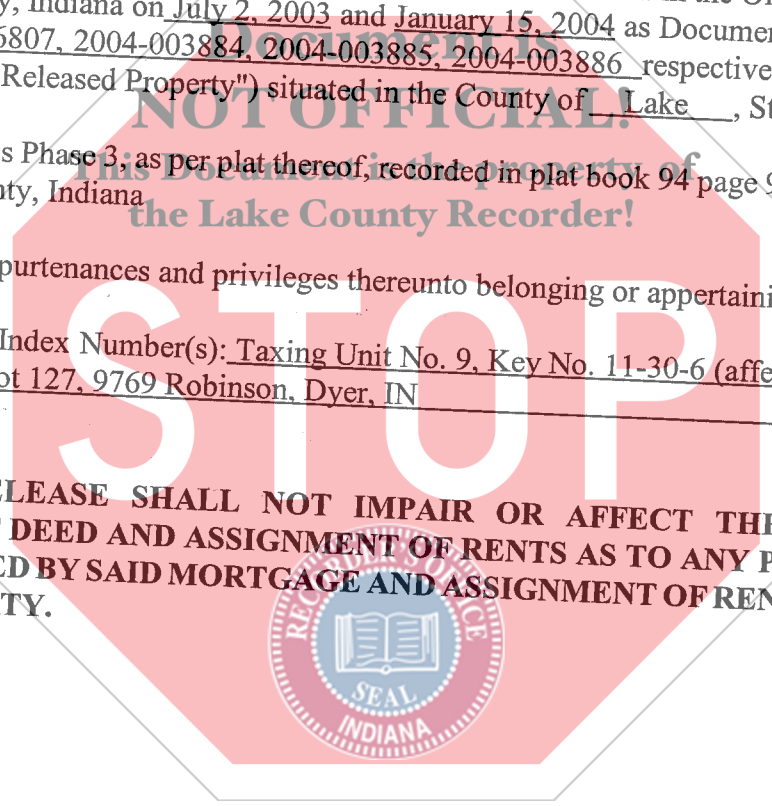 y, Indiana on July 2, 2003 and January 15, 2004 as Docume
6807, 2004-003884, 2004-003885, 2004-003886 respective
Document is
Released Property") situated in the County of Lake, St
NOT OFFICIAL!
s Phase 3, as per plat thereof, recorded in plat book 94 page 9
This Document is the property of
nty, Indiana
the Lake County Recorder!
purtenances and privileges thereunto belonging or appertaini
STOP
Index Number(s): Taxing Unit No. 9, Key No. 11-30-6 (affe
ot 127, 9769 Robinson, Dyer, IN
ELEASE SHALL NOT IMPAIR OR AFFECT THE
DEED AND ASSIGNMENT OF RENTS AS TO ANY P
ED BY SAID MORTGAGE AND ASSIGNMENT OF REN
TY.
RECORDER'S OFFICE
SEAL
INDIANA